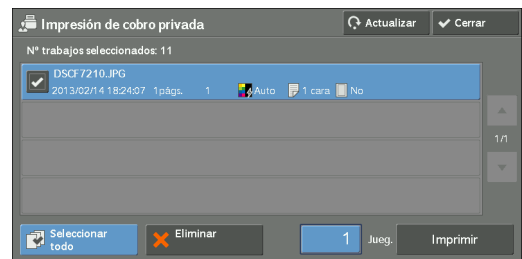 Impresión de cobro privada
Actualizar
Cerrar
Nº trabajos seleccionados: 11
DSCF7210.JPG
2013/02/14 18:24:07 1págs. 1 Auto 1 cara No
1/1
Seleccionar
todo
Eliminar
1 Jueg.
Imprimir